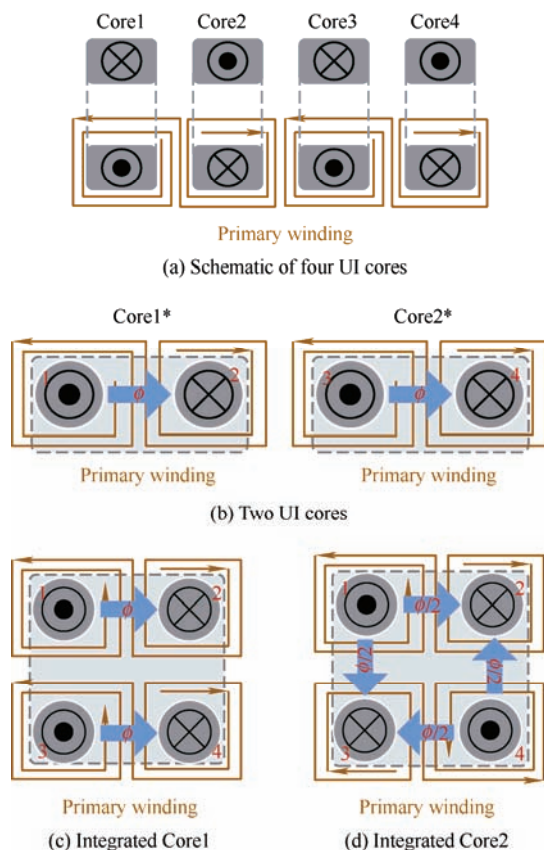 Core1 Core2 Core3 Core4
Primary winding
(a) Schematic of four UI cores
Core1* Core2*
1 ϕ 2 3 ϕ 4
Primary winding Primary winding
(b) Two UI cores
1 ϕ 2 1 ϕ/2 2
ϕ/2 ϕ/2
3 ϕ 4 3 ϕ/2 4
Primary winding Primary winding
(c) Integrated Core1 (d) Integrated Core2